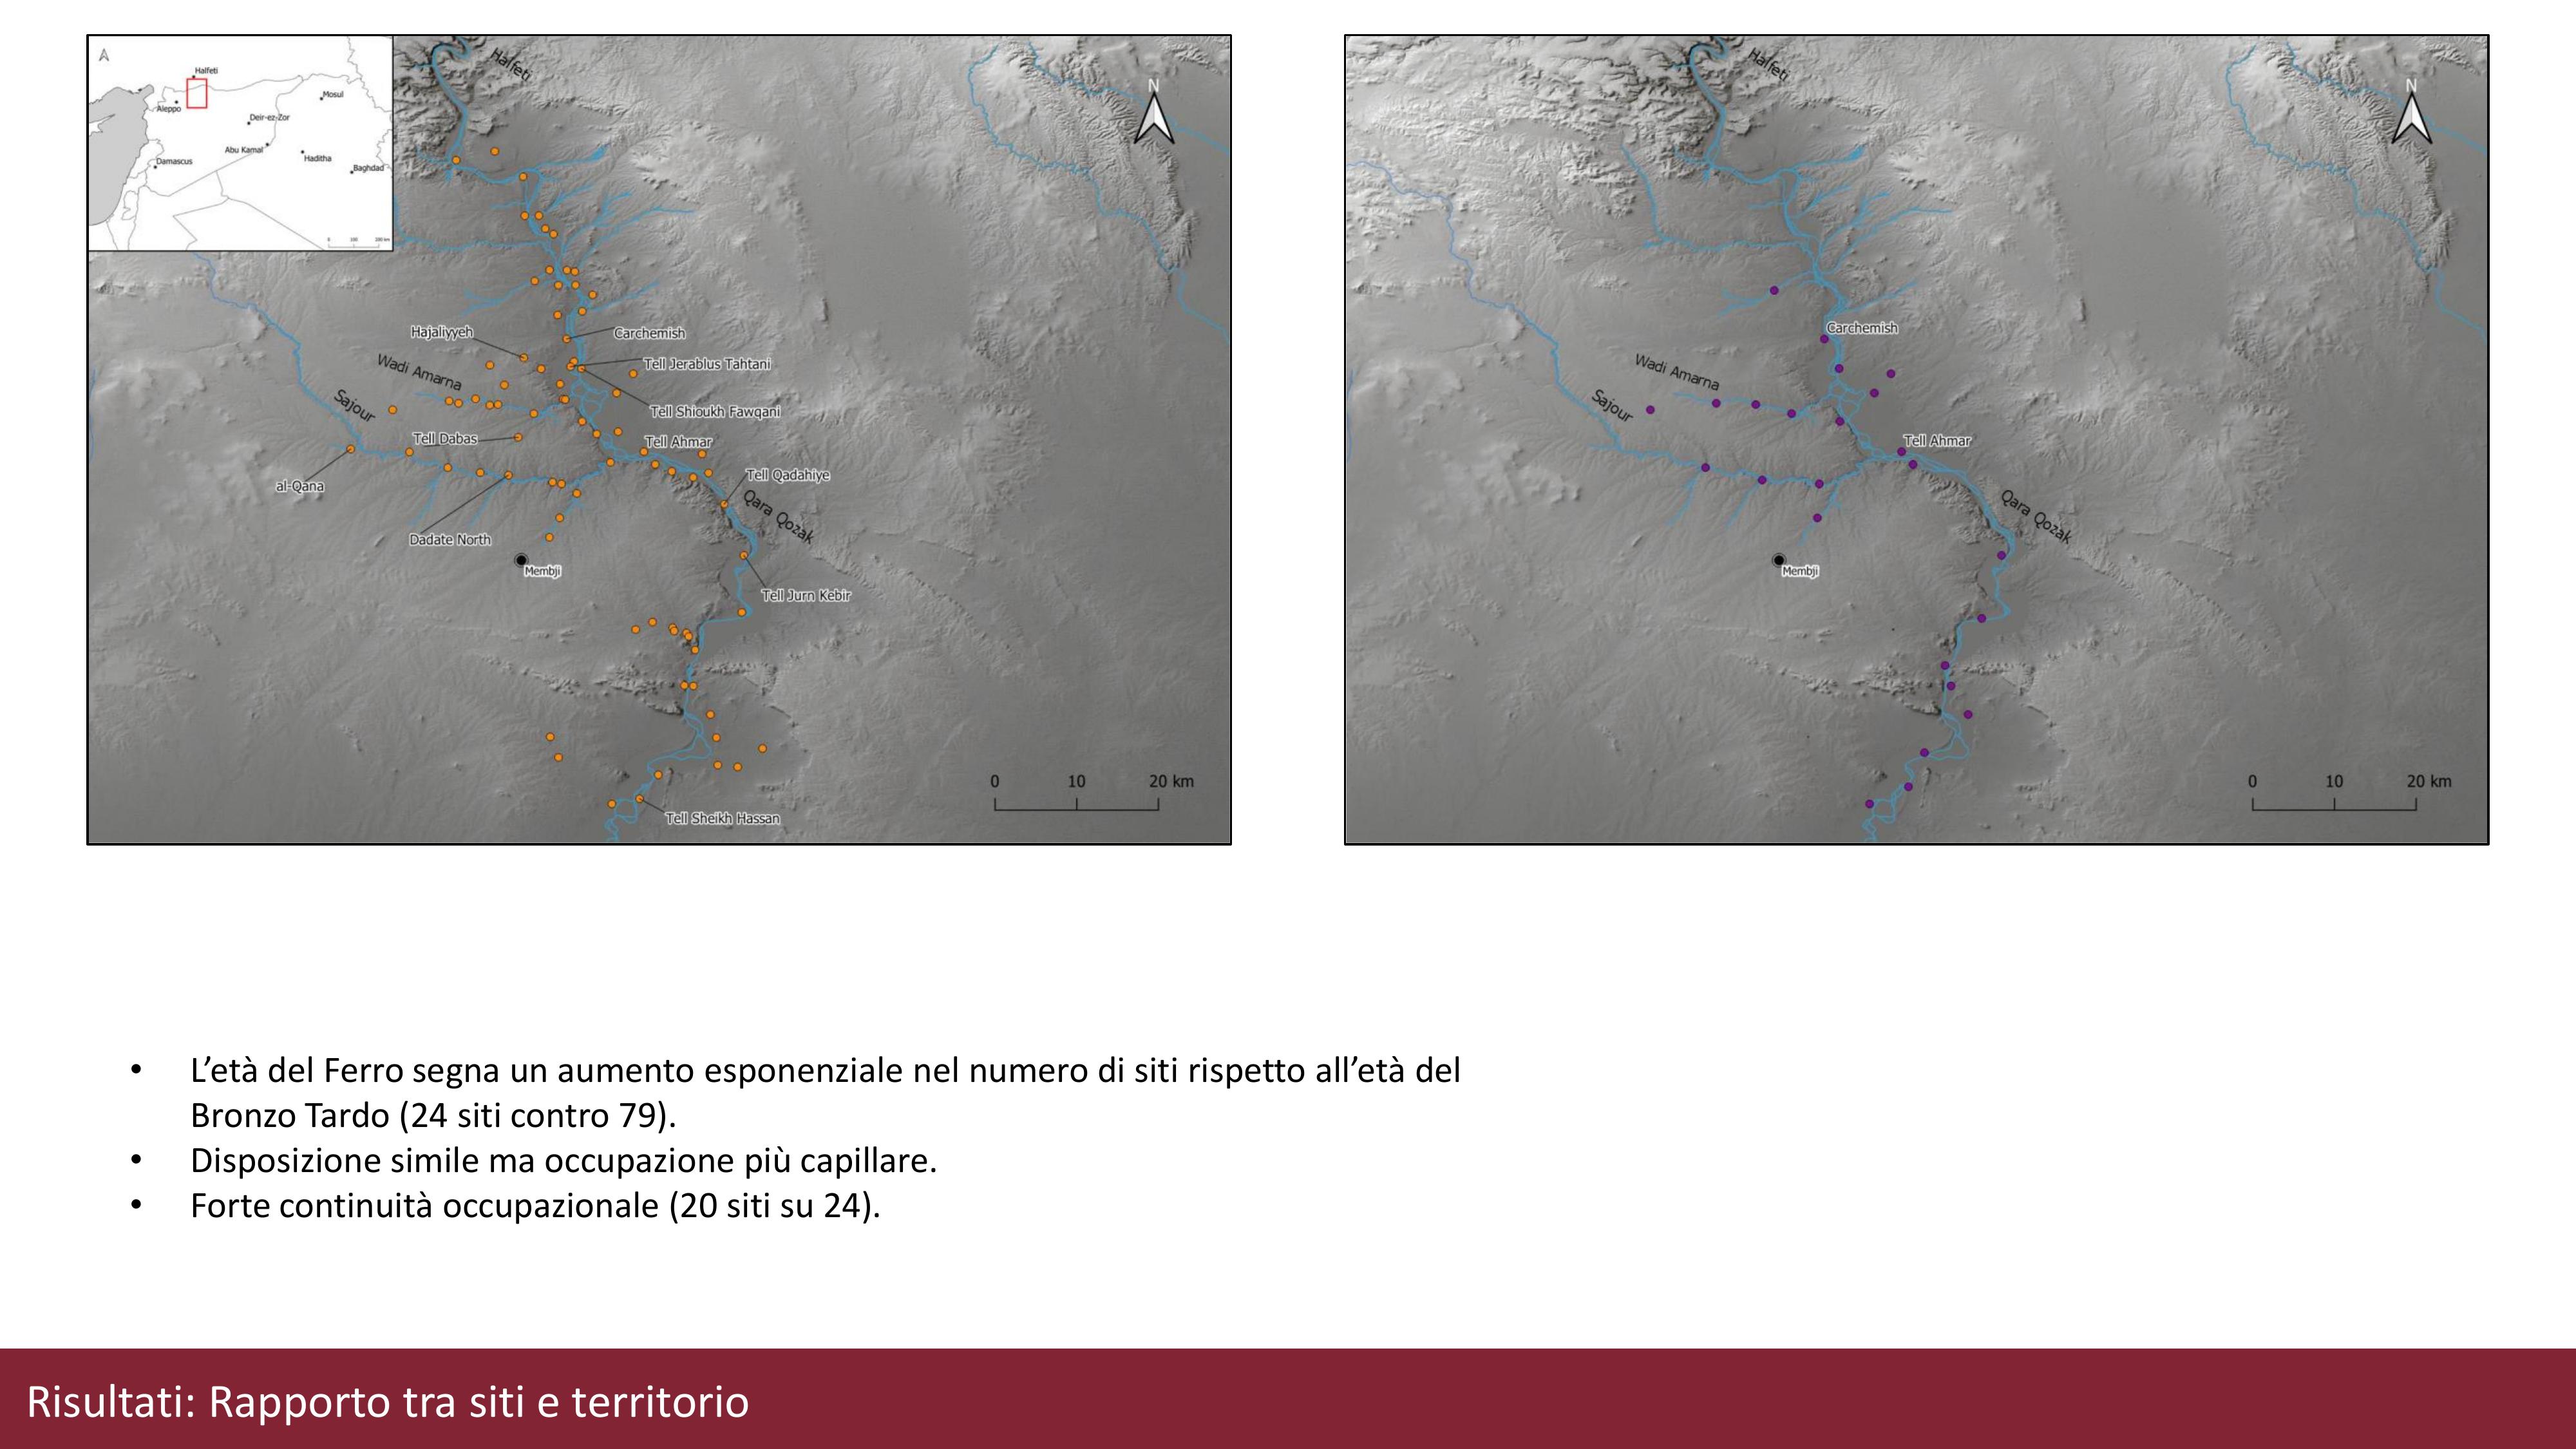 A
Halfeti
Aleppo
Mosul
Deir-ez-Zor
Abu Kamal
Haditha
Damascus
Baghdad
0 100 200 km
Halfeti
N
Hajaliyyeh
Carchemish
Wadi Amarna
Tell Jerablus Tahtani
Sajour
Tell Shioukh Fawqani
Tell Dabas
Tell Ahmar
al-Qana
Tell Qadahiye
Qara Qozak
Dadate North
Membji
Tell Jurn Kebir
0 10 20 km
Tell Sheikh Hassan
Halfeti
N
Carchemish
Wadi Amarna
Sajour
Tell Ahmar
Qara Qozak
Membji
0 10 20 km
• L’età del Ferro segna un aumento esponenziale nel numero di siti rispetto all’età del
Bronzo Tardo (24 siti contro 79).
• Disposizione simile ma occupazione più capillare.
• Forte continuità occupazionale (20 siti su 24).
Risultati: Rapporto tra siti e territorio